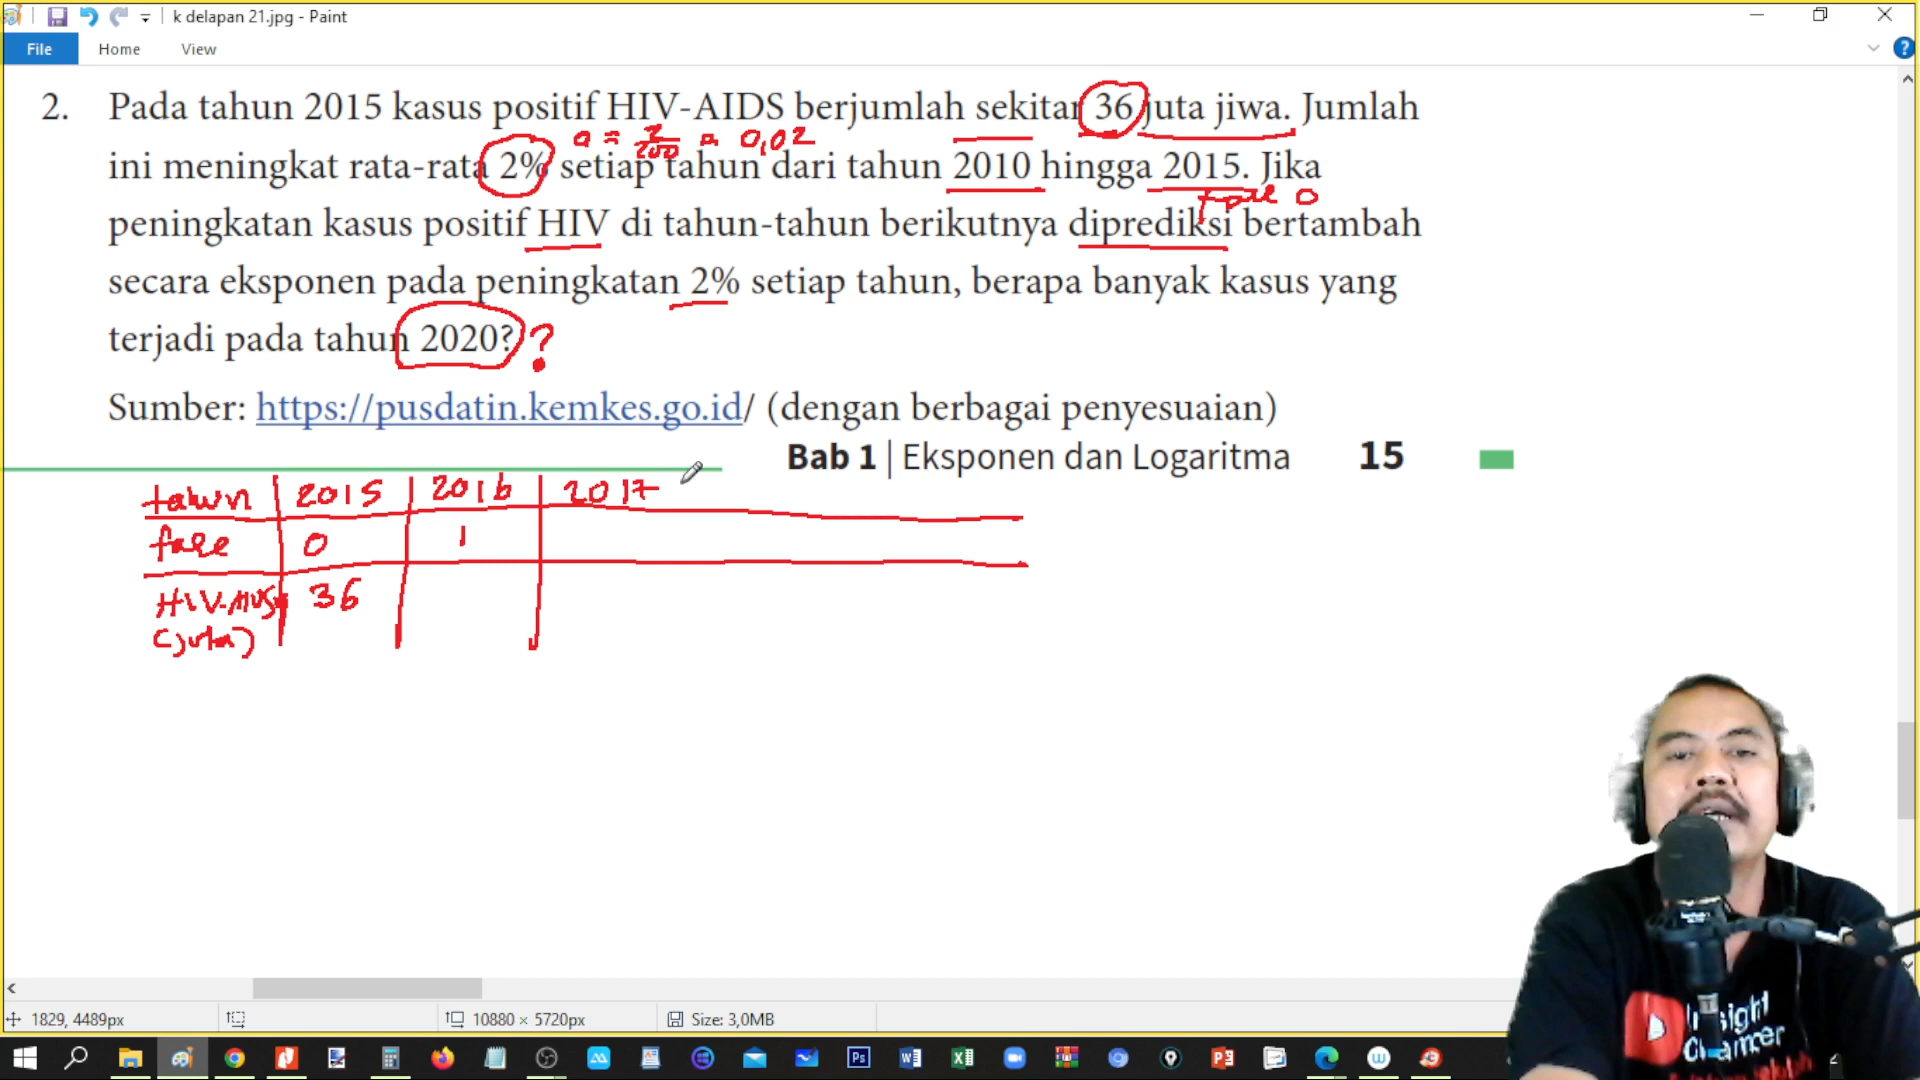 k delapan 21.jpg - Paint
File Home View
2. Pada tahun 2015 kasus positif HIV-AIDS berjumlah sekitar 36 juta jiwa. Jumlah
a = 2/100 = 0,02
ini meningkat rata-rata 2% setiap tahun dari tahun 2010 hingga 2015. Jika
fase 0
peningkatan kasus positif HIV di tahun-tahun berikutnya diprediksi bertambah
secara eksponen pada peningkatan 2% setiap tahun, berapa banyak kasus yang
terjadi pada tahun 2020? ?
Sumber: https://pusdatin.kemkes.go.id/ (dengan berbagai penyesuaian)
Bab 1 | Eksponen dan Logaritma 15
tahun 2015 2016 2017
fase 0 1
HIV-AIDS 36
(juta)
1829, 4489px 10880 × 5720px Size: 3,0MB
Insight
Chamber